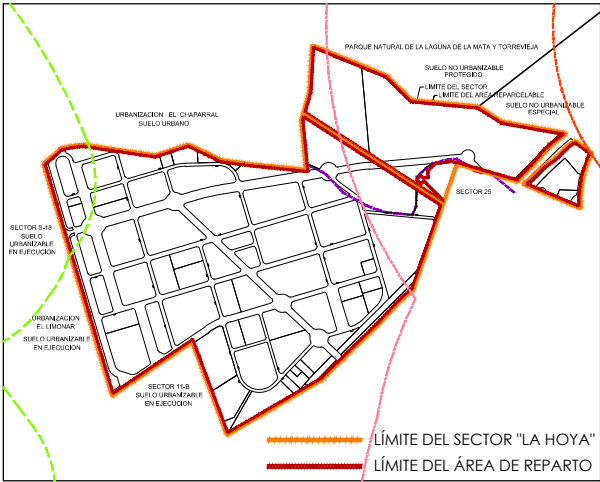 PARQUE NATURAL DE LA LAGUNA DE LA MATA Y TORREVIEJA
SUELO NO URBANIZABLE
PROTEGIDO
LIMITE DEL SECTOR
LIMITE DEL AREA REPARCELABLE
SUELO NO URBANIZABLE
ESPECIAL
URBANIZACION EL CHAPARRAL
SUELO URBANO
SECTOR 25
SECTOR S-18
SUELO
URBANIZABLE
EN EJECUCION
URBANIZACION
EL LIMONAR
SUELO URBANIZABLE
EN EJECUCION
SECTOR 11-B
SUELO URBANIZABLE
EN EJECUCION
LÍMITE DEL SECTOR "LA HOYA"
LÍMITE DEL ÁREA DE REPARTO